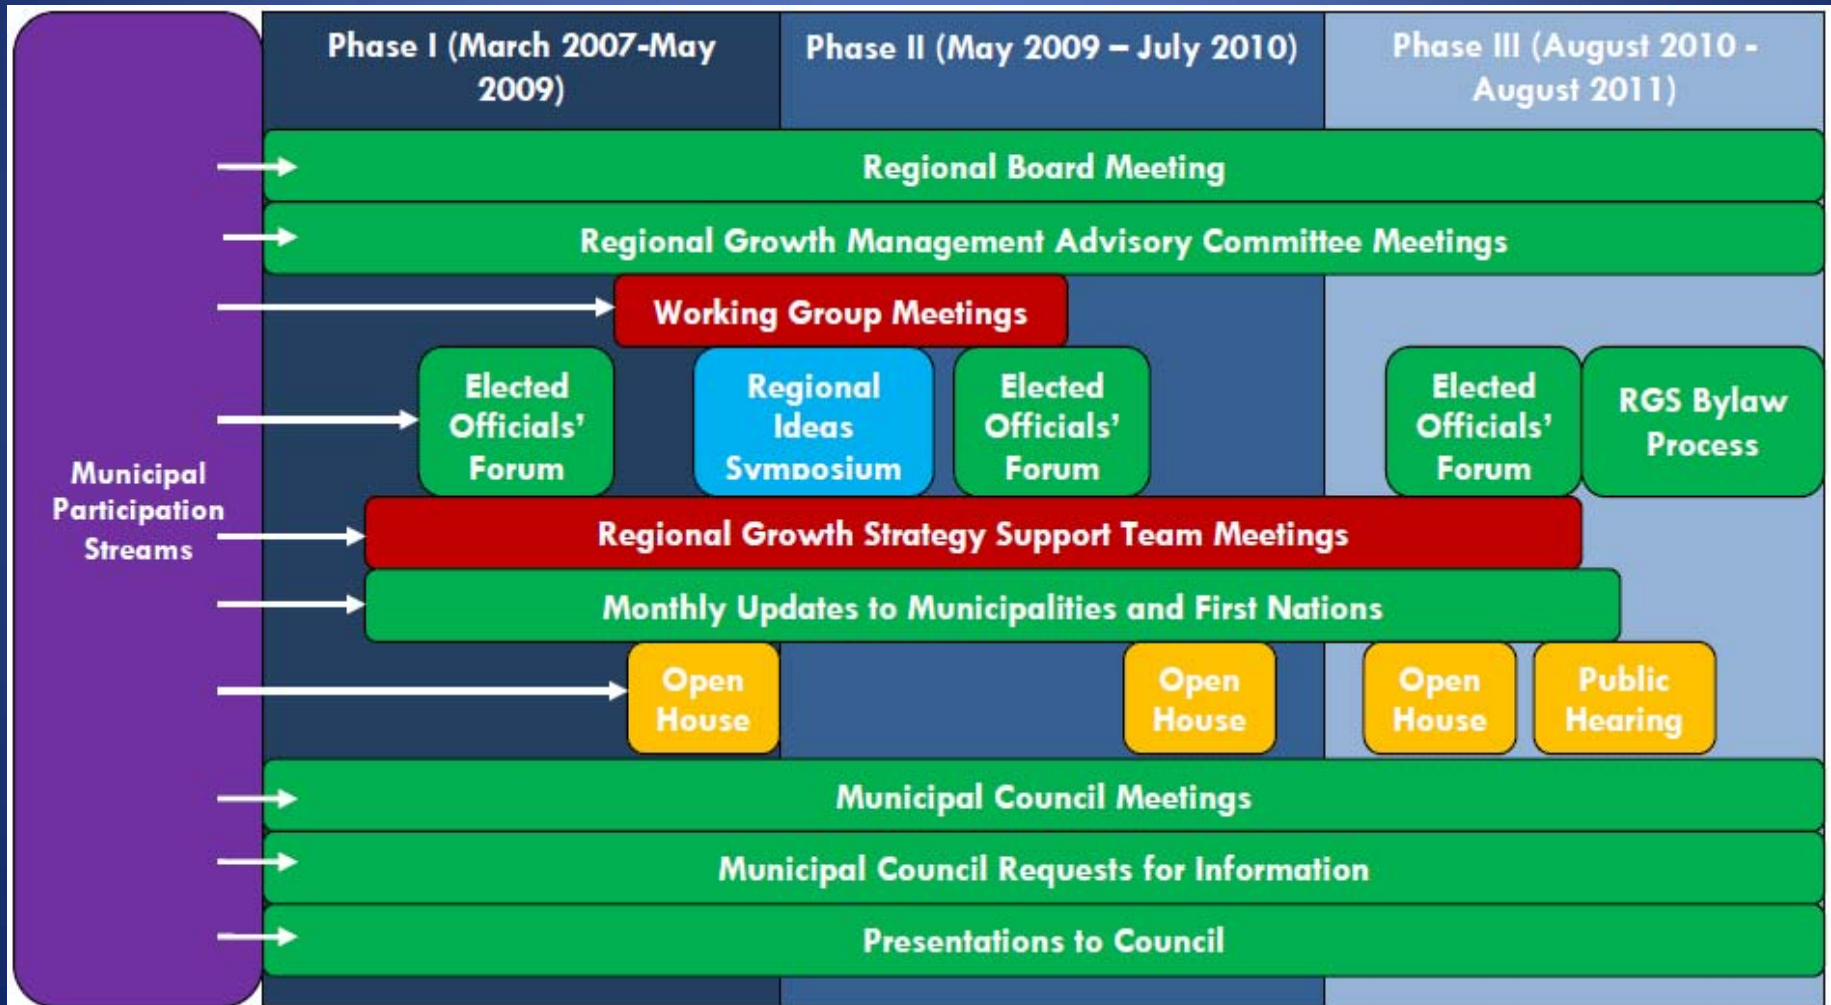 Phase I (March 2007-May
2009)
Phase II (May 2009 – July 2010)
Phase III (August 2010 -
August 2011)
Municipal
Participation
Streams
Regional Board Meeting
Regional Growth Management Advisory Committee Meetings
Working Group Meetings
Elected
Officials’
Forum
Regional
Ideas
Symposium
Elected
Officials’
Forum
Elected
Officials’
Forum
RGS Bylaw
Process
Regional Growth Strategy Support Team Meetings
Monthly Updates to Municipalities and First Nations
Open
House
Open
House
Open
House
Public
Hearing
Municipal Council Meetings
Municipal Council Requests for Information
Presentations to Council